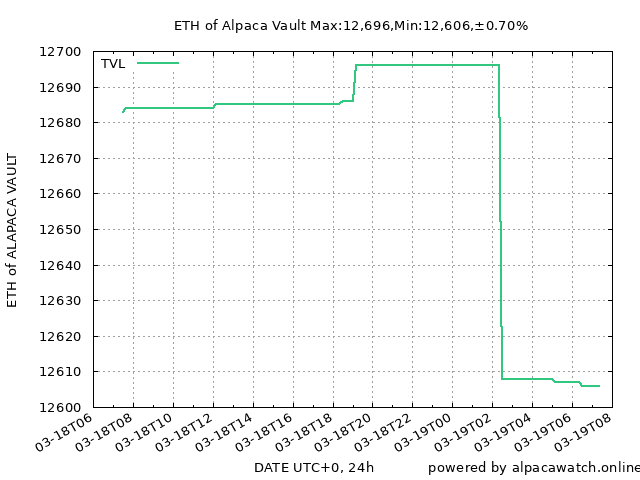 ETH of Alpaca Vault Max:12,696,Min:12,606,±0.70%
TVL
ETH of ALAPACA VAULT
12700
12690
12680
12670
12660
12650
12640
12630
12620
12610
12600
03-18T06
03-18T08
03-18T10
03-18T12
03-18T14
03-18T16
03-18T18
03-18T20
03-18T22
03-19T00
03-19T02
03-19T04
03-19T06
03-19T08
DATE UTC+0, 24h
powered by alpacawatch.online